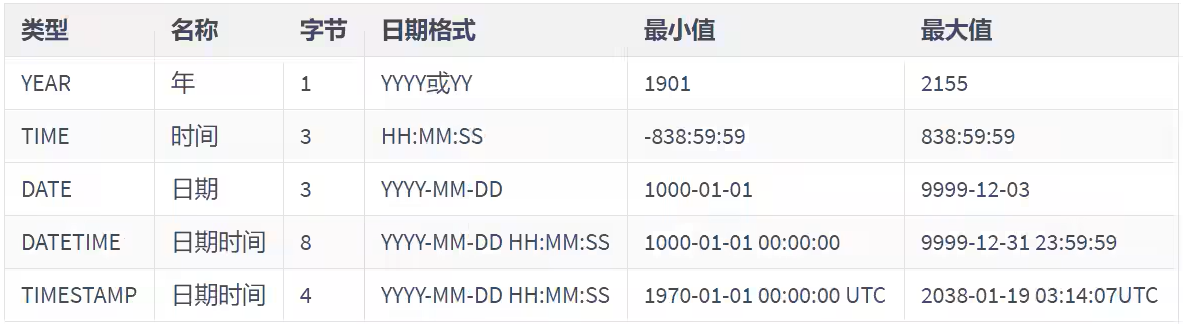 类型 名称 字节 日期格式 最小值 最大值
YEAR 年 1 YYYY或YY 1901 2155
TIME 时间 3 HH:MM:SS -838:59:59 838:59:59
DATE 日期 3 YYYY-MM-DD 1000-01-01 9999-12-03
DATETIME 日期时间 8 YYYY-MM-DD HH:MM:SS 1000-01-01 00:00:00 9999-12-31 23:59:59
TIMESTAMP 日期时间 4 YYYY-MM-DD HH:MM:SS 1970-01-01 00:00:00 UTC 2038-01-19 03:14:07UTC